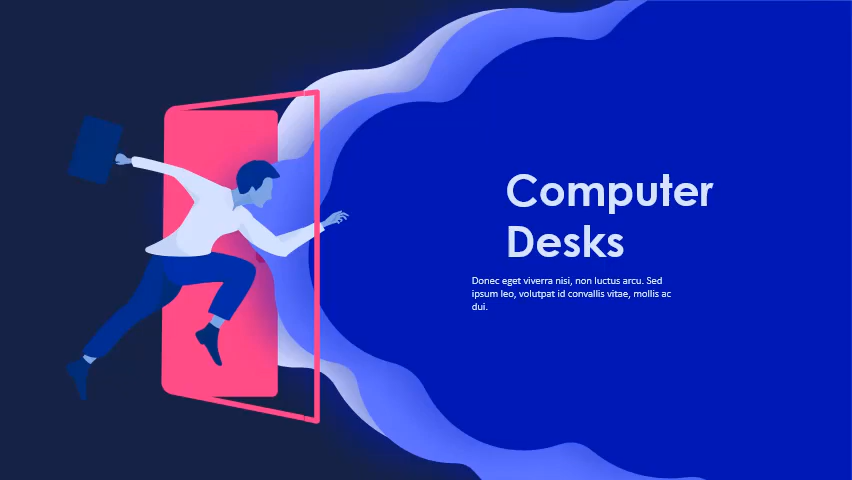 Computer
Desks
Donec eget viverra nisi, non luctus arcu. Sed
ipsum leo, volutpat id convallis vitae, mollis ac
dui.